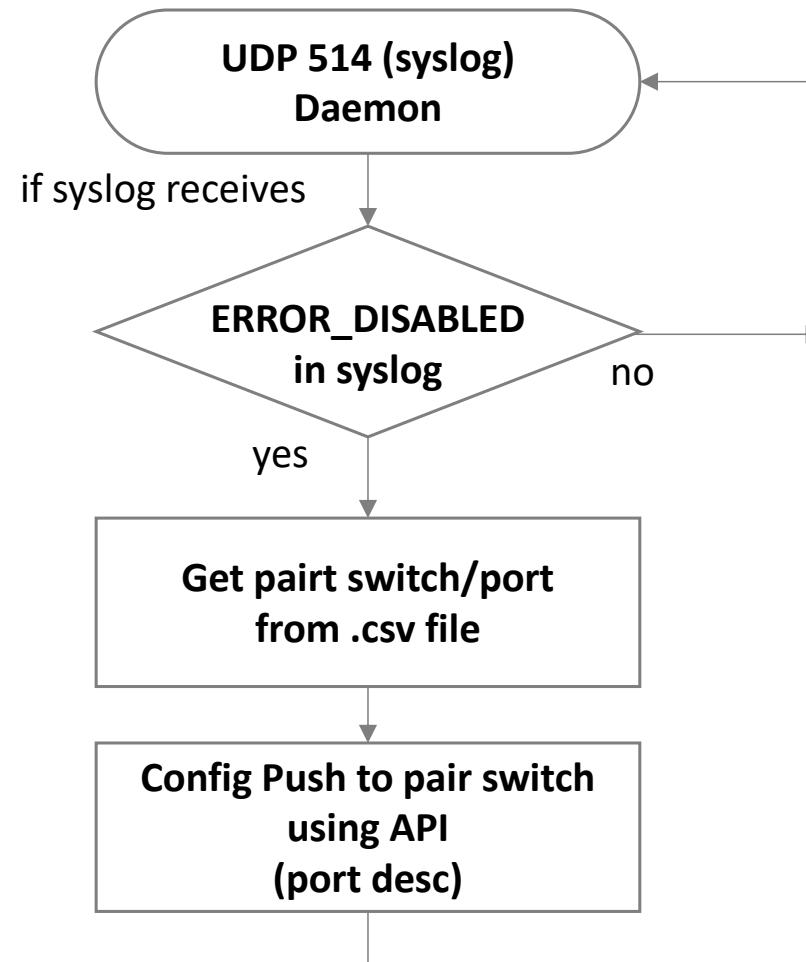 UDP 514 (syslog)
Daemon
if syslog receives
ERROR_DISABLED
in syslog
no
yes
Get pairt switch/port
from .csv file
Config Push to pair switch
using API
(port desc)